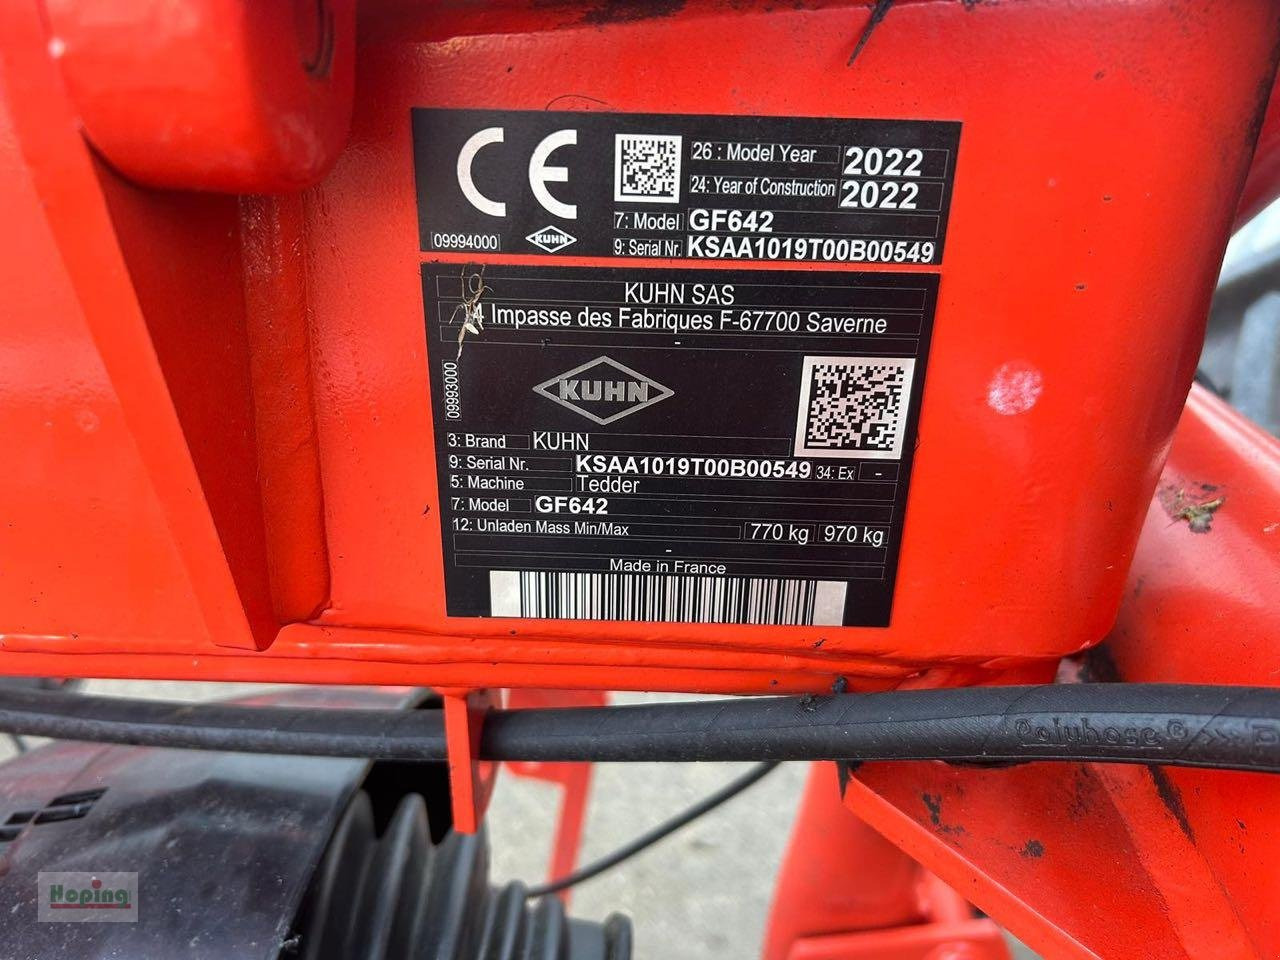 CE
26 : Model Year 2022
24: Year of Construction 2022
7: Model GF642
09994000 KUHN 9: Serial Nr. KSAA1019T00B00549
KUHN SAS
4 Impasse des Fabriques F-67700 Saverne
-
09993000
KUHN
3: Brand KUHN
9: Serial Nr. KSAA1019T00B00549 34: Ex -
5: Machine Tedder
7: Model GF642
12: Unladen Mass Min/Max 770 kg 970 kg
-
Made in France
Polyhose
Hoping